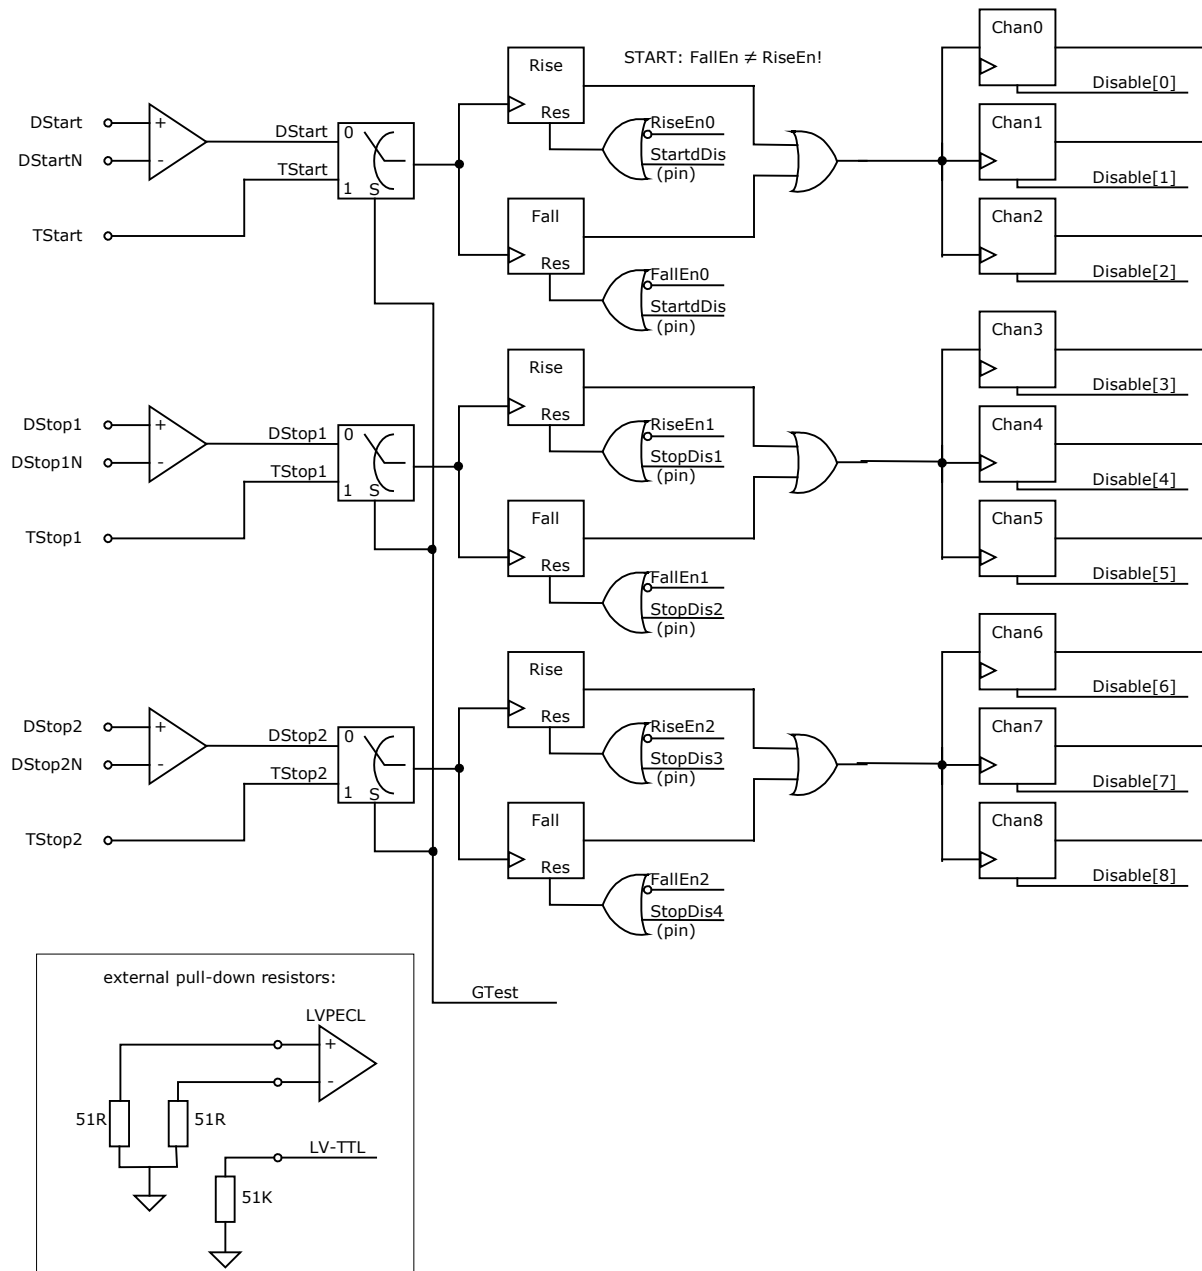 START: FallEn ≠ RiseEn!
DStart
+
DStartN
-
TStart
DStart
0
TStart
1
S
Rise
Res
RiseEn0
StartdDis
(pin)
Fall
Res
FallEn0
StartdDis
(pin)
Chan0
Disable[0]
Chan1
Disable[1]
Chan2
Disable[2]
DStop1
+
DStop1N
-
TStop1
DStop1
0
TStop1
1
S
Rise
Res
RiseEn1
StopDis1
(pin)
Fall
Res
FallEn1
StopDis2
(pin)
Chan3
Disable[3]
Chan4
Disable[4]
Chan5
Disable[5]
DStop2
+
DStop2N
-
TStop2
DStop2
0
TStop2
1
S
Rise
Res
RiseEn2
StopDis3
(pin)
Fall
Res
FallEn2
StopDis4
(pin)
Chan6
Disable[6]
Chan7
Disable[7]
Chan8
Disable[8]
GTest
external pull-down resistors:
LVPECL
+
-
51R
51R
LV-TTL
51K